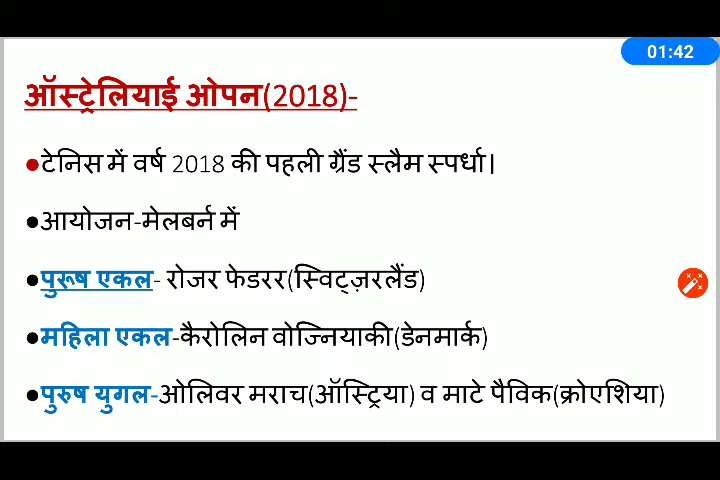 01:42
ऑस्ट्रेलियाई ओपन(2018)-
●टेनिस में वर्ष 2018 की पहली ग्रैंड स्लैम स्पर्धा।
●आयोजन-मेलबर्न में
●पुरूष एकल- रोजर फेडरर(स्विट्ज़रलैंड)
●महिला एकल-कैरोलिन वोज्नियाकी(डेनमार्क)
●पुरुष युगल-ओलिवर मराच(ऑस्ट्रिया) व माटे पैविक(क्रोएशिया)